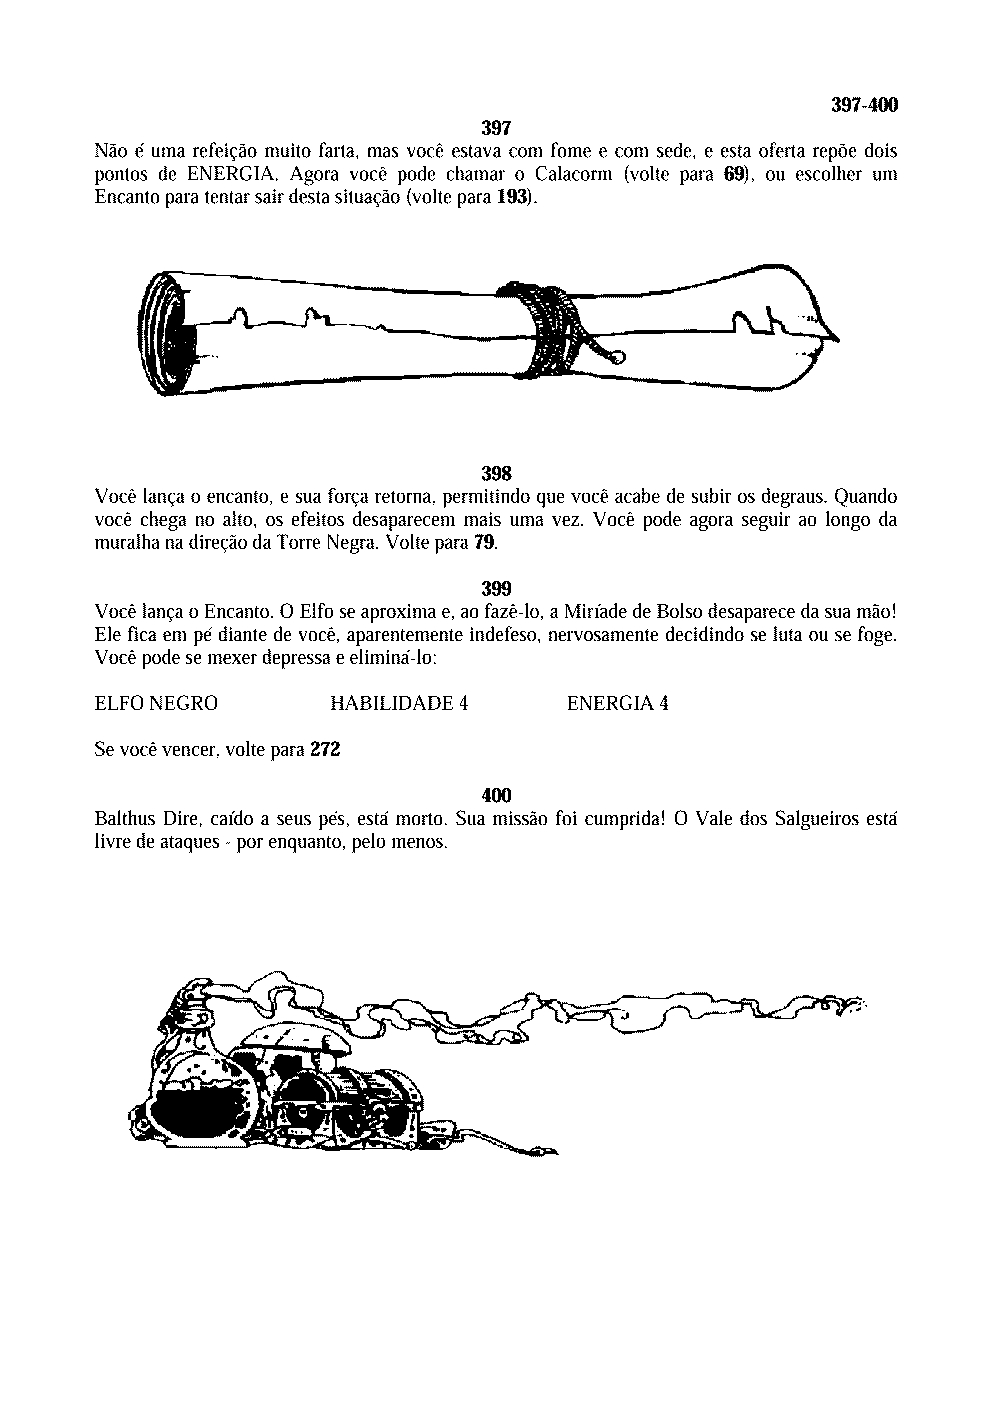 397-400
397
Não é uma refeição muito farta, mas você estava com fome e com sede, e esta oferta repõe dois
pontos de ENERGIA. Agora você pode chamar o Calacorm (volte para 69), ou escolher um
Encanto para tentar sair desta situação (volte para 193).
398
Você lança o encanto, e sua força retorna, permitindo que você acabe de subir os degraus. Quando
você chega no alto, os efeitos desaparecem mais uma vez. Você pode agora seguir ao longo da
muralha na direção da Torre Negra. Volte para 79.
399
Você lança o Encanto. O Elfo se aproxima e, ao fazê-lo, a Miríade de Bolso desaparece da sua mão!
Ele fica em pé diante de você, aparentemente indefeso, nervosamente decidindo se luta ou se foge.
Você pode se mexer depressa e eliminá-lo:
ELFO NEGRO HABILIDADE 4 ENERGIA 4
Se você vencer, volte para 272
400
Balthus Dire, caído a seus pés, está morto. Sua missão foi cumprida! O Vale dos Salgueiros está
livre de ataques - por enquanto, pelo menos.